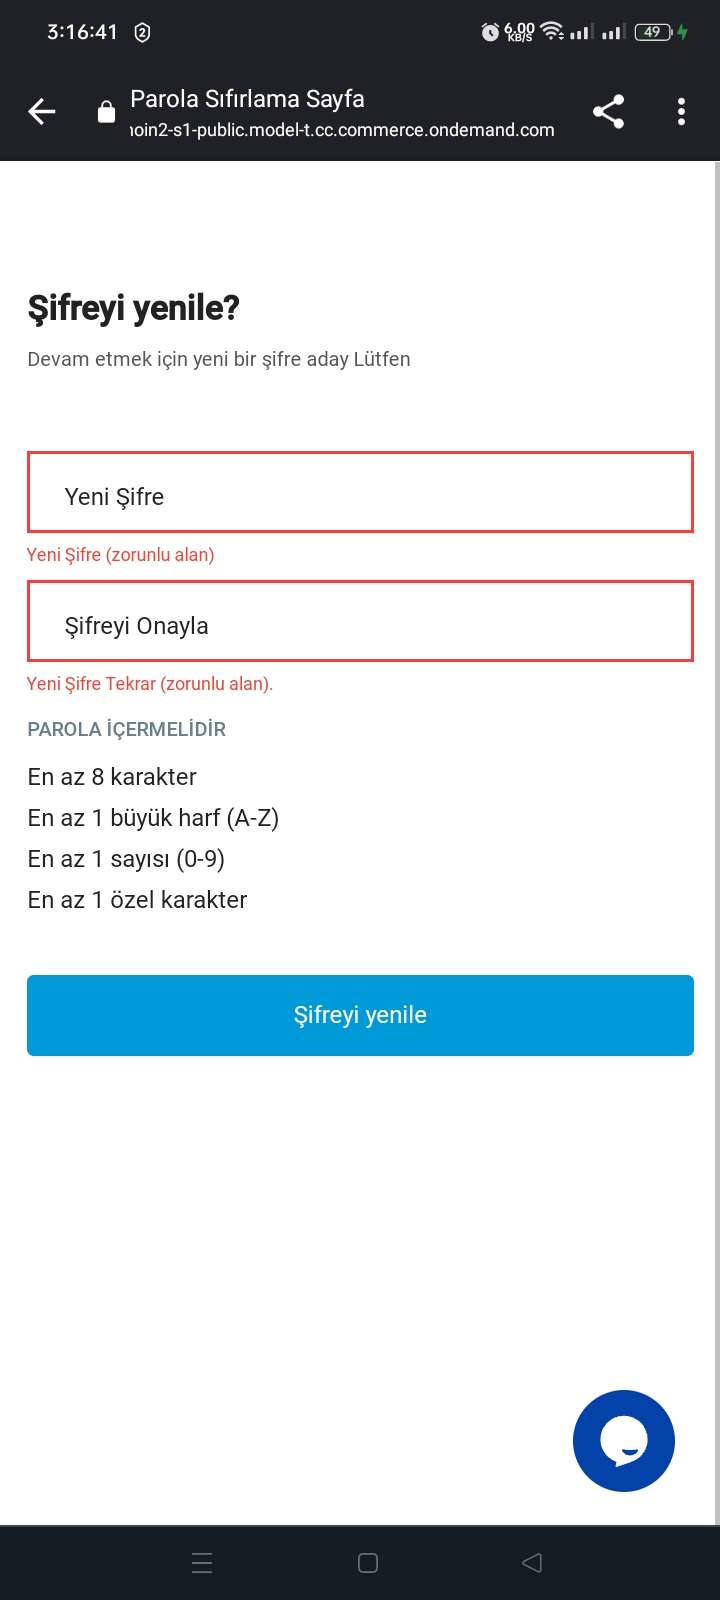 3:16:41
2
6.00
KB/S
49
Parola Sıfırlama Sayfa
oin2-s1-public.model-t.cc.commerce.ondemand.com
Şifreyi yenile?
Devam etmek için yeni bir şifre aday Lütfen
Yeni Şifre
Yeni Şifre (zorunlu alan)
Şifreyi Onayla
Yeni Şifre Tekrar (zorunlu alan).
PAROLA İÇERMELİDİR
En az 8 karakter
En az 1 büyük harf (A-Z)
En az 1 sayısı (0-9)
En az 1 özel karakter
Şifreyi yenile